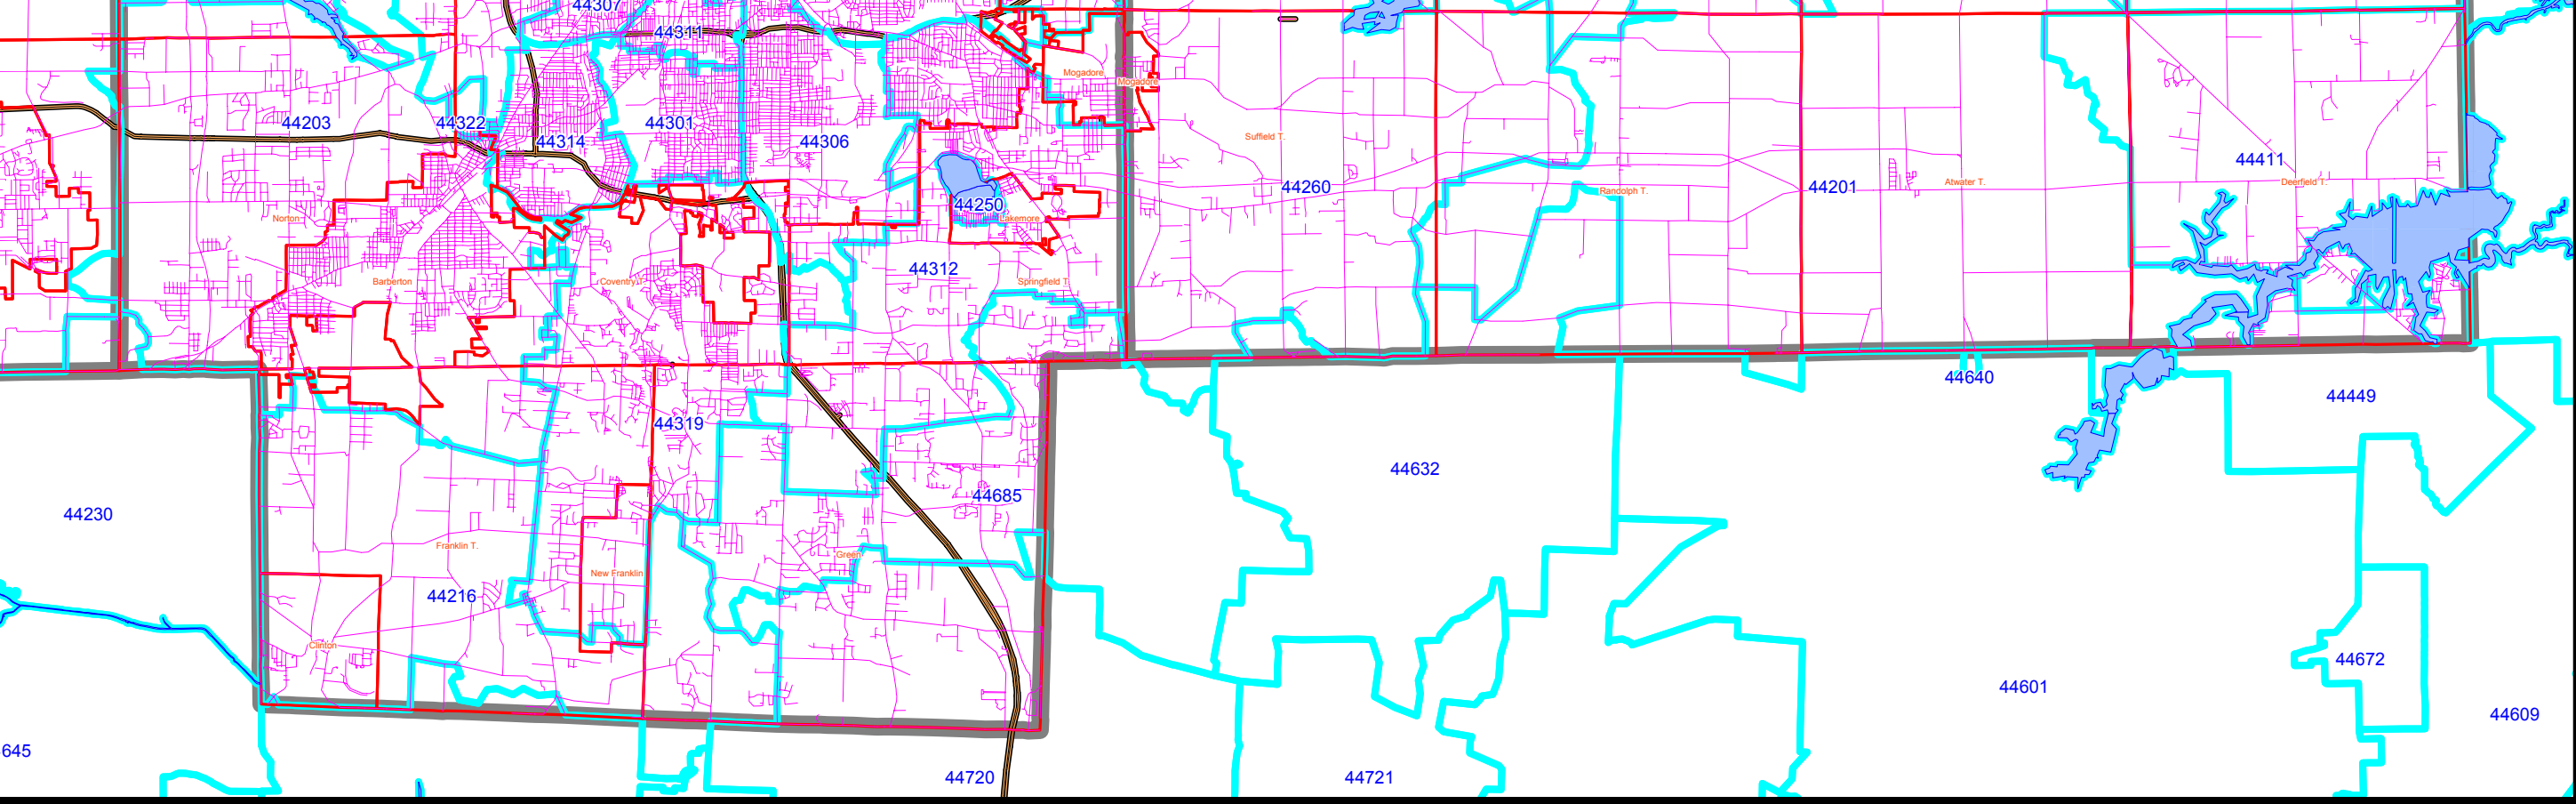 44307
44311
Mogadore
Mogadore
44203
44322
44314
44301
44306
Suffield T.
44411
44260
Randolph T.
44201
Atwater T.
Deerfield T.
Norton
44250
Lakemore
44312
Barberton
Coventry T.
Springfield T.
44640
44449
44319
44632
44685
44230
Franklin T.
Green
New Franklin
44216
Clinton
44672
44601
44609
645
44720
44721